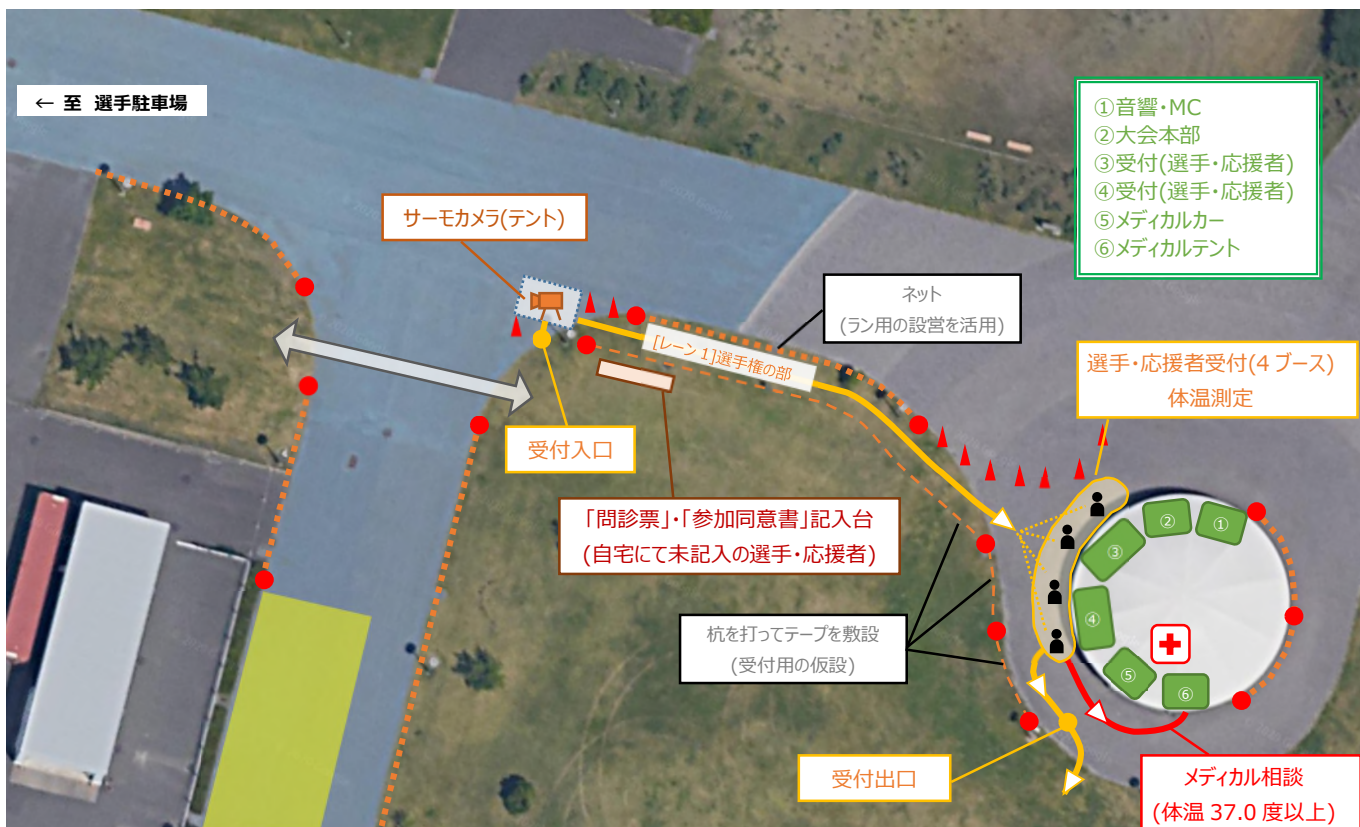 ← 至 選手駐車場
①音響・MC
②大会本部
③受付(選手・応援者)
④受付(選手・応援者)
⑤メディカルカー
⑥メディカルテント
サーモカメラ(テント)
ネット
(ラン用の設営を活用)
[レーン 1]選手権の部
選手・応援者受付(4 ブース)
体温測定
受付入口
「問診票」・「参加同意書」記入台
(自宅にて未記入の選手・応援者)
①
②
③
④
⑤
⑥
杭を打ってテープを敷設
(受付用の仮設)
受付出口
メディカル相談
(体温 37.0 度以上)